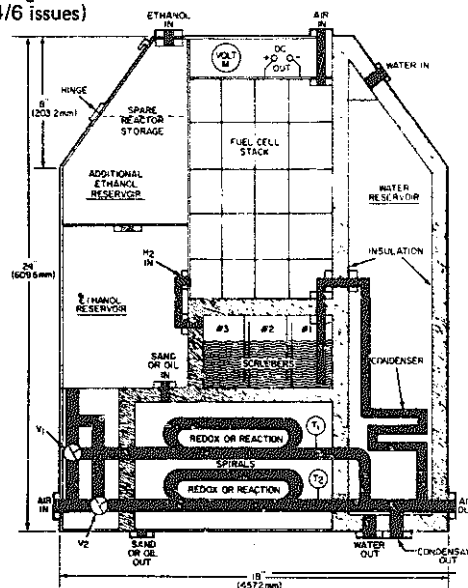 4/6 issues)
ETHANOL
IN
AIR
IN
VOLT
M
DC
OUT
WATER IN
HINGE
8"
(203.2mm)
SPARE
REACTOR
STORAGE
FUEL CELL
STACK
ADDITIONAL
ETHANOL
RESERVOIR
WATER
RESERVOIR
24"
(609.6mm)
H2
IN
INSULATION
ETHANOL
RESERVOIR
#3
#2
#1
SAND
OR OIL
IN
SCRUBBERS
CONDENSER
V1
REDOX OR REACTION
T1
SPIRALS
REDOX OR REACTION
T2
AIR
IN
V2
SAND
OR OIL
OUT
WATER
OUT
CONDENSAT
OUT
18"
(457.2mm)